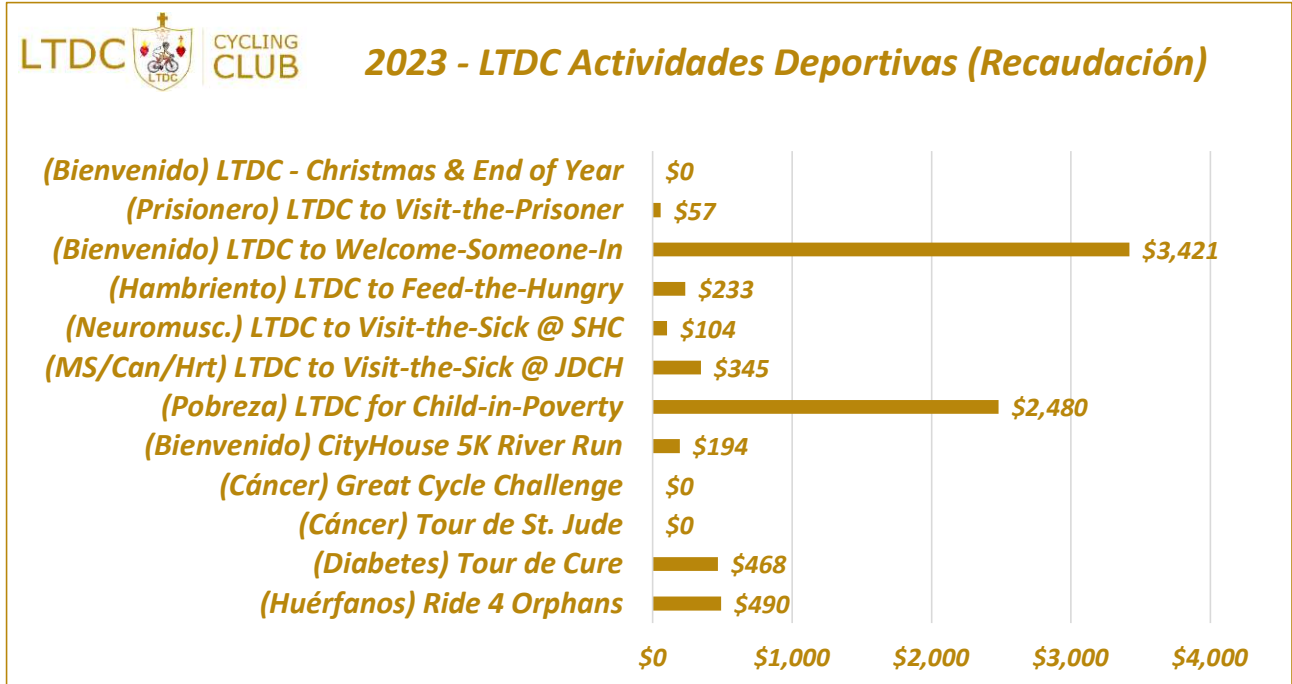 LTDC
LTDC
CYCLING
CLUB
2023 - LTDC Actividades Deportivas (Recaudación)
(Bienvenido) LTDC - Christmas & End of Year $0
(Prisionero) LTDC to Visit-the-Prisoner $57
(Bienvenido) LTDC to Welcome-Someone-In $3,421
(Hambriento) LTDC to Feed-the-Hungry $233
(Neuromusc.) LTDC to Visit-the-Sick @ SHC $104
(MS/Can/Hrt) LTDC to Visit-the-Sick @ JDCH $345
(Pobreza) LTDC for Child-in-Poverty $2,480
(Bienvenido) CityHouse 5K River Run $194
(Cáncer) Great Cycle Challenge $0
(Cáncer) Tour de St. Jude $0
(Diabetes) Tour de Cure $468
(Huérfanos) Ride 4 Orphans $490
$0 $1,000 $2,000 $3,000 $4,000